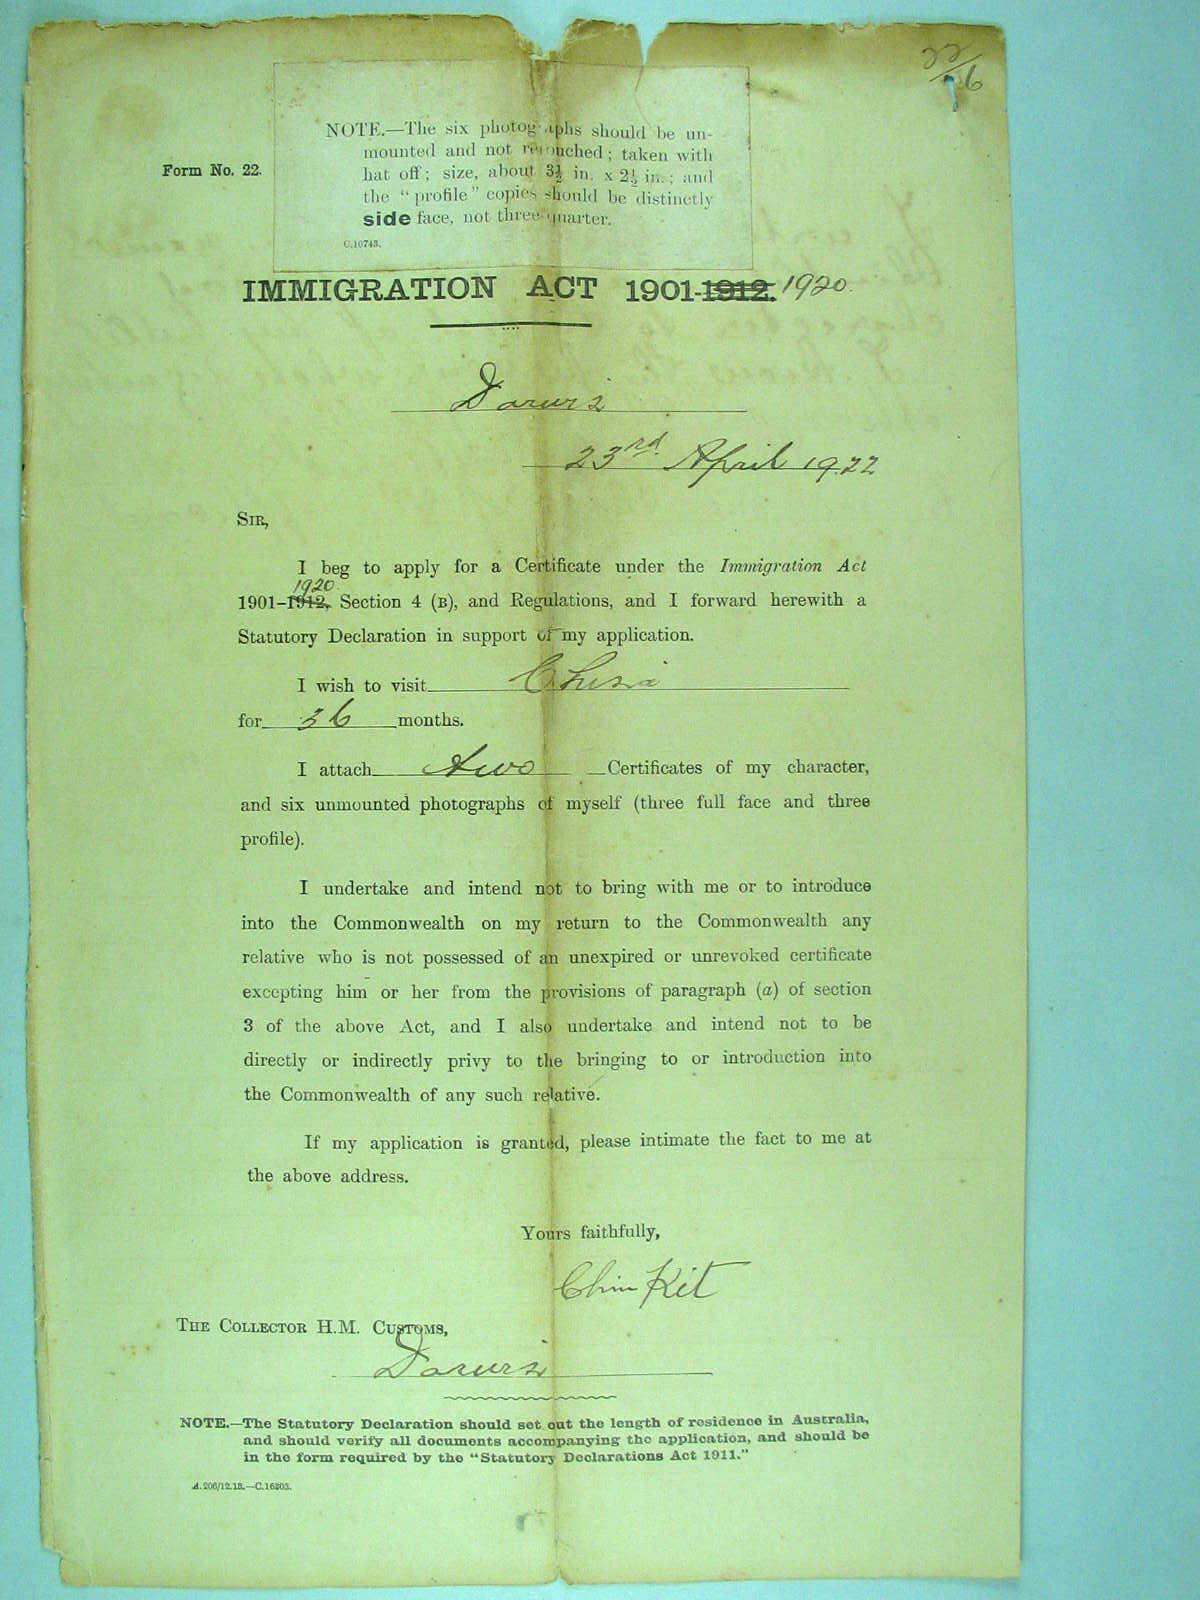 22/6
NOTE.—The six photographs should be un-
mounted and not retouched; taken with
hat off; size, about 3½ in. x 2½ in.; and
the "profile" copies should be distinctly
side face, not three-quarter.
C.10743.
Form No. 22.
IMMIGRATION ACT 1901-1912. 1920.
Darwin
23rd April 1922
SIR,
I beg to apply for a Certificate under the Immigration Act
1920.
1901–1912, Section 4 (B), and Regulations, and I forward herewith a
Statutory Declaration in support of my application.
I wish to visit China
for 36 months.
I attach two Certificates of my character,
and six unmounted photographs of myself (three full face and three
profile).
I undertake and intend not to bring with me or to introduce
into the Commonwealth on my return to the Commonwealth any
relative who is not possessed of an unexpired or unrevoked certificate
excepting him or her from the provisions of paragraph (a) of section
3 of the above Act, and I also undertake and intend not to be
directly or indirectly privy to the bringing to or introduction into
the Commonwealth of any such relative.
If my application is granted, please intimate the fact to me at
the above address.
Yours faithfully,
Chin Kit
THE COLLECTOR H.M. CUSTOMS,
Darwin
NOTE.—The Statutory Declaration should set out the length of residence in Australia,
and should verify all documents accompanying the application, and should be
in the form required by the "Statutory Declarations Act 1911."
A.206/12.13.—C.16303.